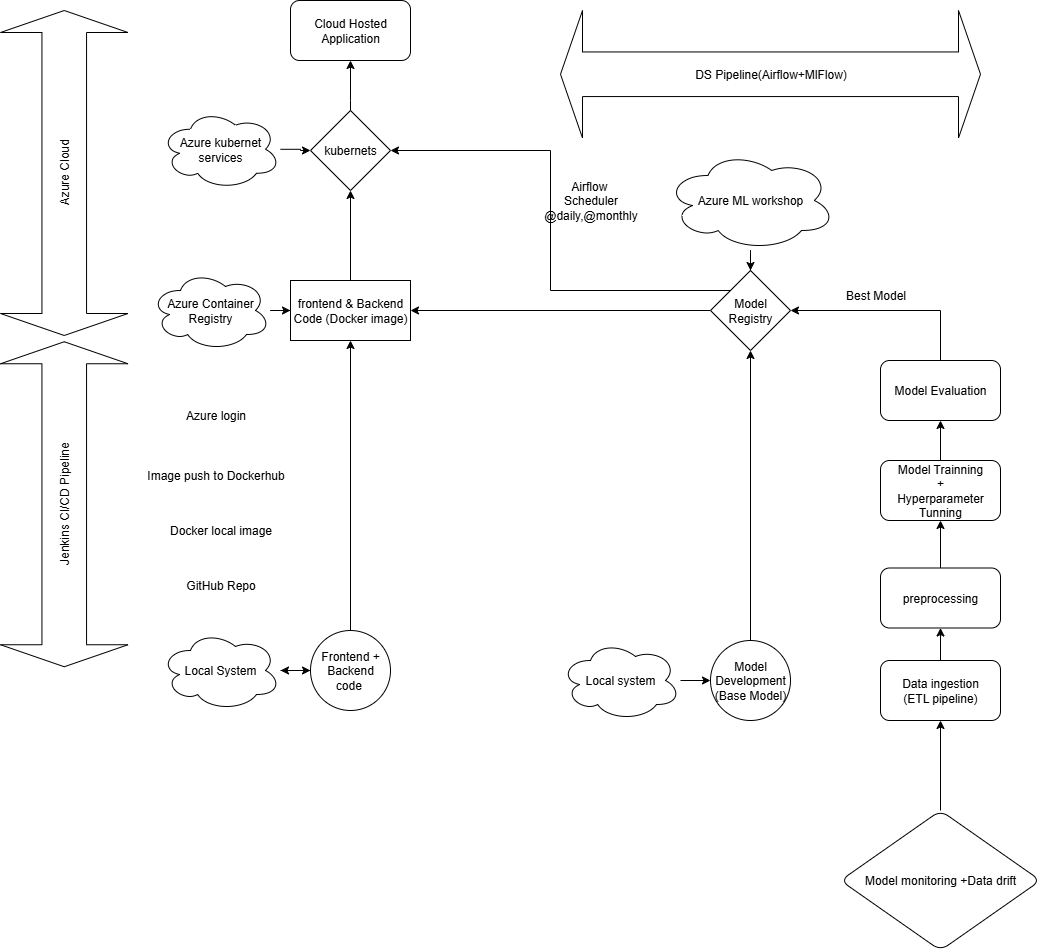 Cloud Hosted
Application
DS Pipeline(Airflow+MlFlow)
Azure Cloud
Azure kubernet
services
kubernets
Airflow
Scheduler
@daily,@monthly
Azure ML workshop
Azure Container
Registry
frontend & Backend
Code (Docker image)
Model
Registry
Best Model
Model Evaluation
Jenkins CI/CD Pipeline
Azure login
Image push to Dockerhub
Docker local image
GitHub Repo
Model Trainning
+
Hyperparameter
Tunning
preprocessing
Local System
Frontend +
Backend
code
Local system
Model
Development
(Base Model)
Data ingestion
(ETL pipeline)
Model monitoring +Data drift